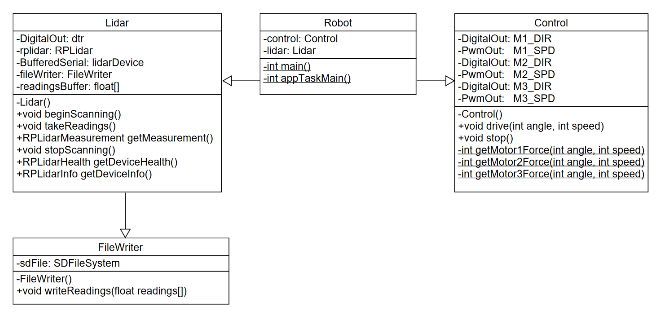 Lidar
-DigitalOut: dtr
-rplidar: RPLidar
-BufferedSerial: lidarDevice
-fileWriter: FileWriter
-readingsBuffer: float[]
-Lidar()
+void beginScanning()
+void takeReadings()
+RPLidarMeasurement getMeasurement()
+void stopScanning()
+RPLidarHealth getDeviceHealth()
+RPLidarInfo getDeviceInfo()
Robot
-control: Control
-lidar: Lidar
-int main()
-int appTaskMain()
Control
-DigitalOut: M1_DIR
-PwmOut: M1_SPD
-DigitalOut: M2_DIR
-PwmOut: M2_SPD
-DigitalOut: M3_DIR
-PwmOut: M3_SPD
-Control()
+void drive(int angle, int speed)
+void stop()
-int getMotor1Force(int angle, int speed)
-int getMotor2Force(int angle, int speed)
-int getMotor3Force(int angle, int speed)
FileWriter
-sdFile: SDFileSystem
-FileWriter()
+void writeReadings(float readings[])